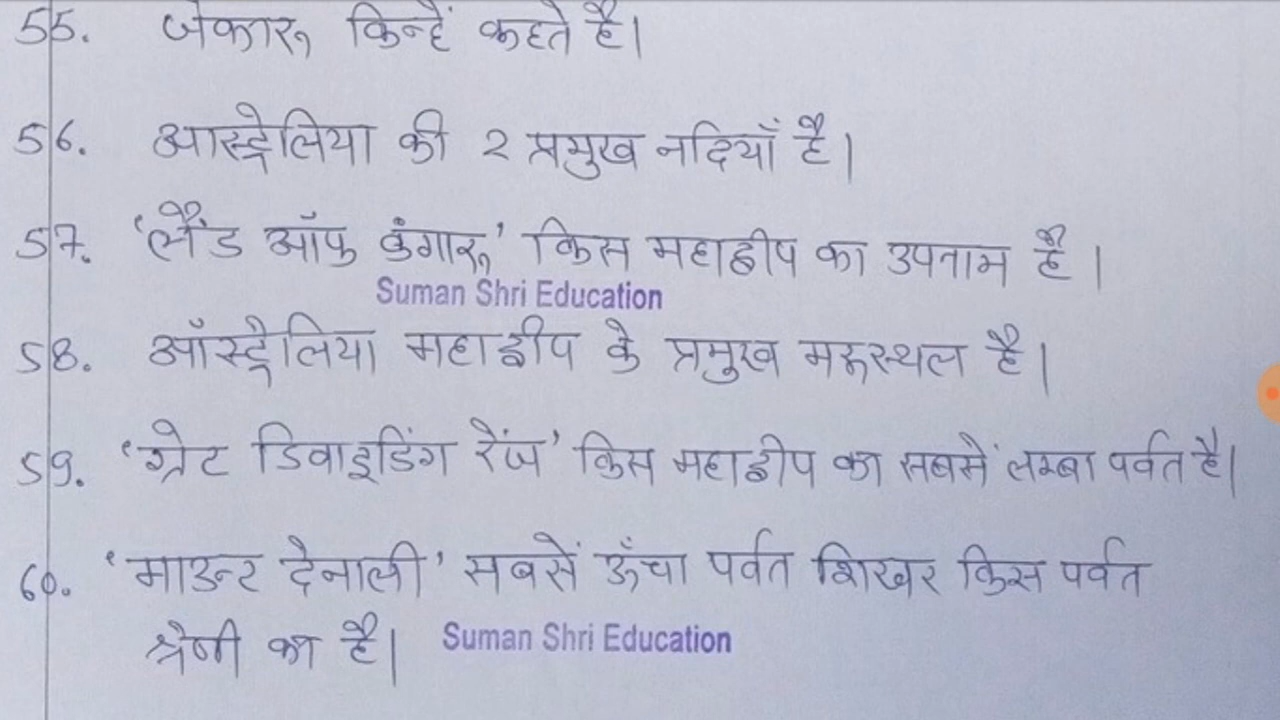 55. जेकारु किन्हें कहते है।
56. आस्ट्रेलिया की 2 प्रमुख नदियाँ है।
57. 'लैंड ऑफ कंगारु' किस महाद्वीप का उपनाम है।
Suman Shri Education
58. ऑस्ट्रेलिया महाद्वीप के प्रमुख मरुस्थल है।
59. 'ग्रेट डिवाइडिंग रेंज' किस महाद्वीप का सबसें लम्बा पर्वत है।
60. 'माउन्ट देनाली' सबसें ऊँचा पर्वत शिखर किस पर्वत
श्रेणी का है।
Suman Shri Education